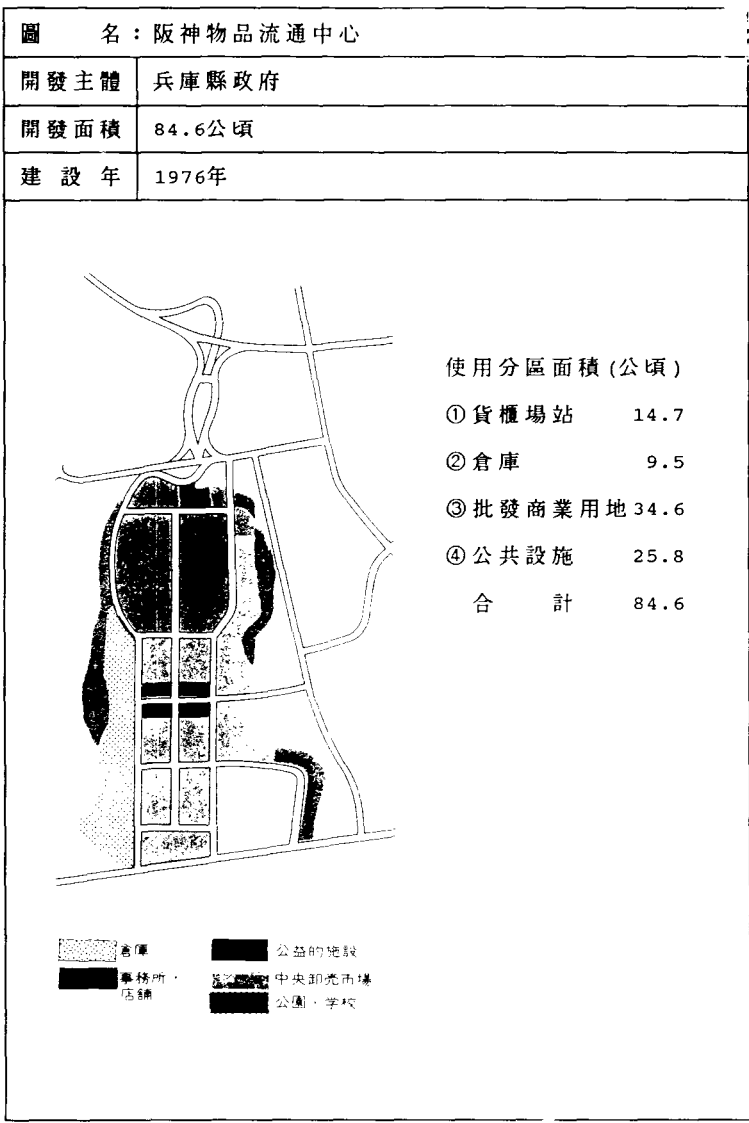 圖 名：阪神物品流通中心
開發主體 兵庫縣政府
開發面積 84.6公頃
建設年 1976年
使用分區面積(公頃)
①貨櫃場站 14.7
②倉庫 9.5
③批發商業用地 34.6
④公共設施 25.8
合計 84.6
倉庫
事務所・
店舗
公益的施設
中央卸売市場
公園・学校